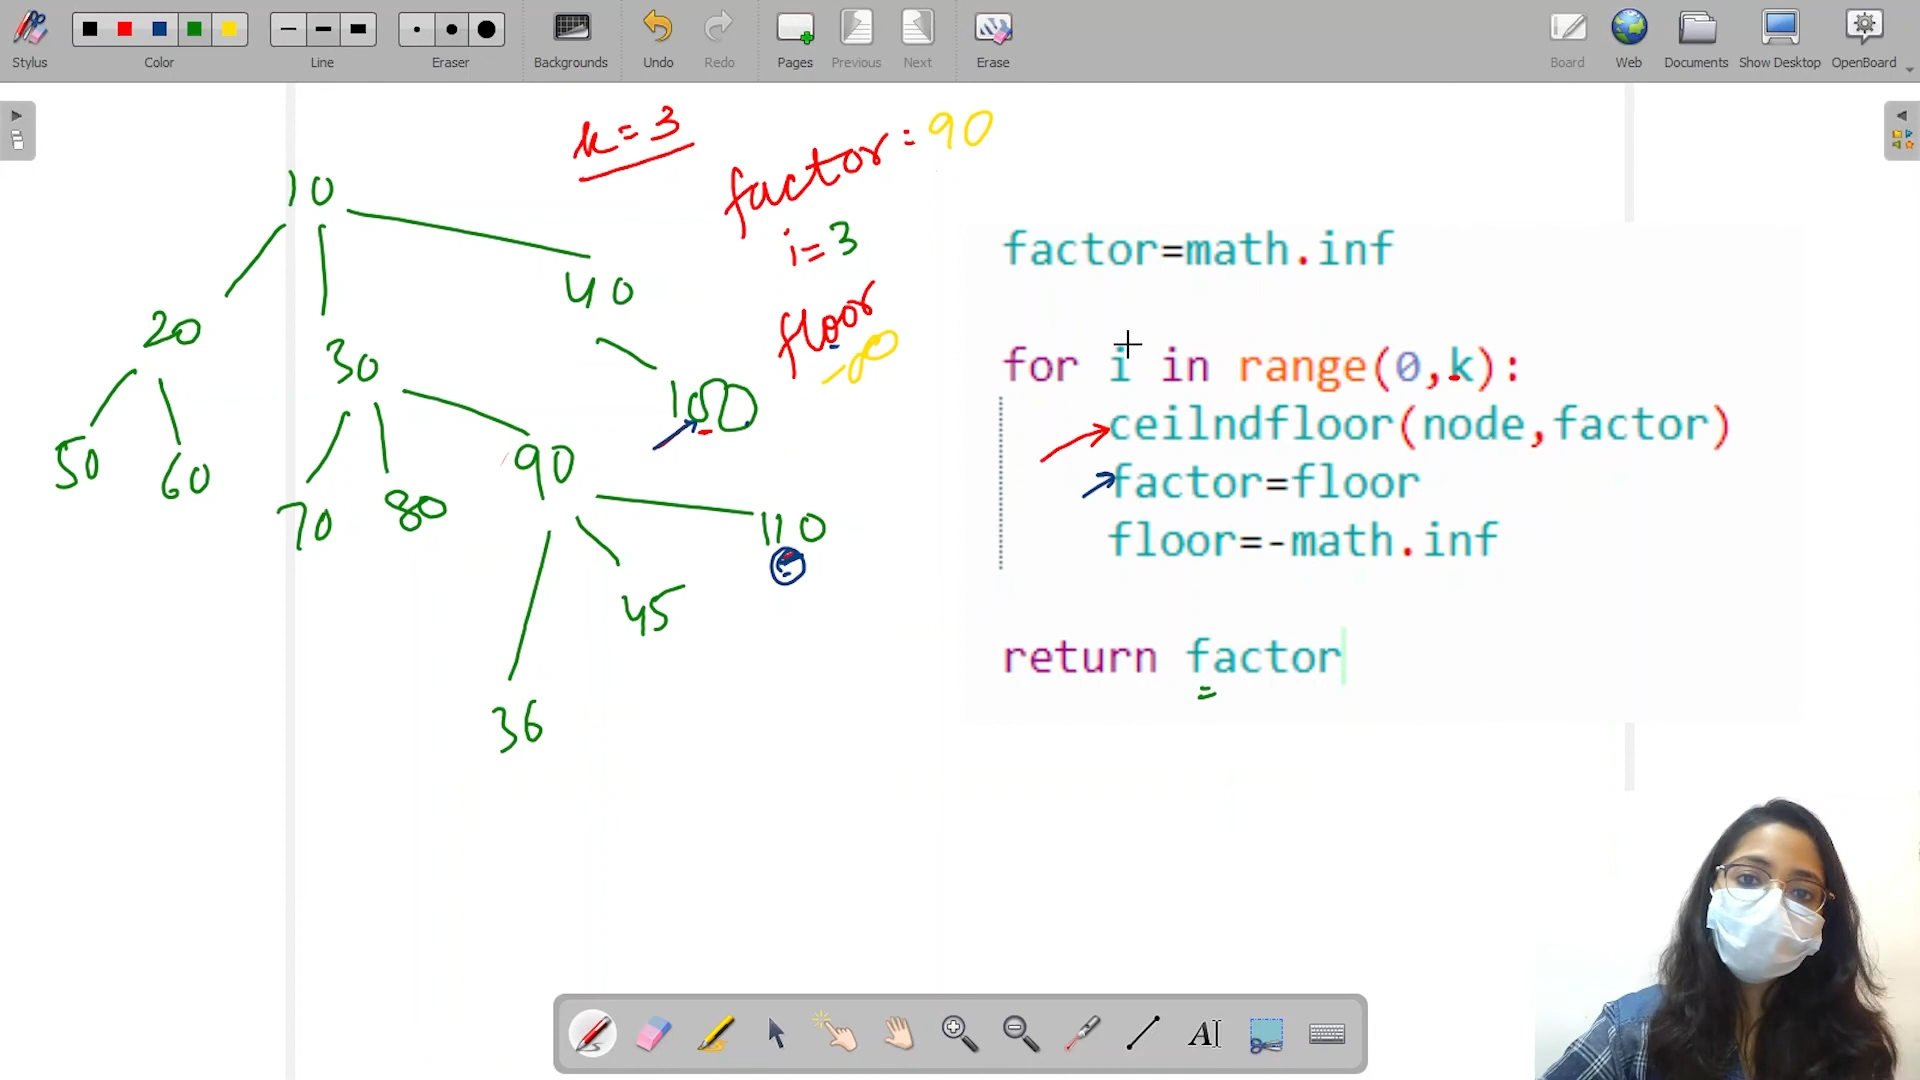 Stylus
Color
Line
Eraser
Backgrounds
Undo
Redo
Pages
Previous
Next
Erase
Board
Web
Documents
Show Desktop
OpenBoard
k=3
factor: 90
i=3
floor
-∞
10
20
30
40
50
60
70
80
90
100
110
36
45
factor=math.inf
for i in range(0,k):
ceilndfloor(node,factor)
factor=floor
floor=-math.inf
return factor